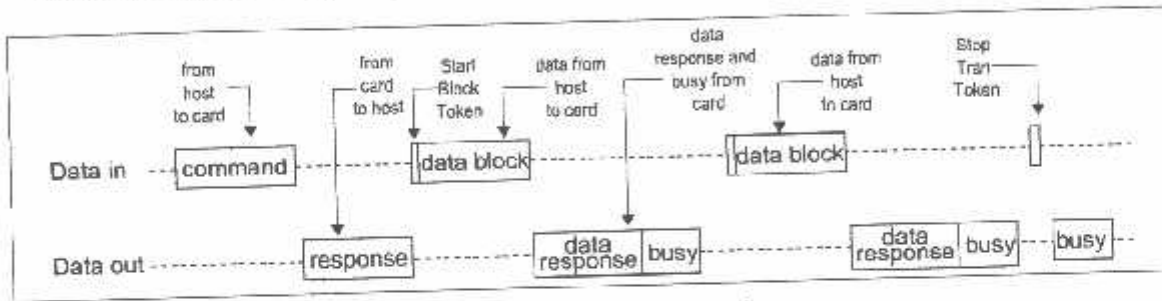 from
host
to card
from
card
to host
Start
Block
Token
data from
host
to card
data
response and
busy from
card
data from
host
to card
Stop
Tran
Token
Data in
command
data block
data block
Data out
response
data
response
busy
data
response
busy
busy